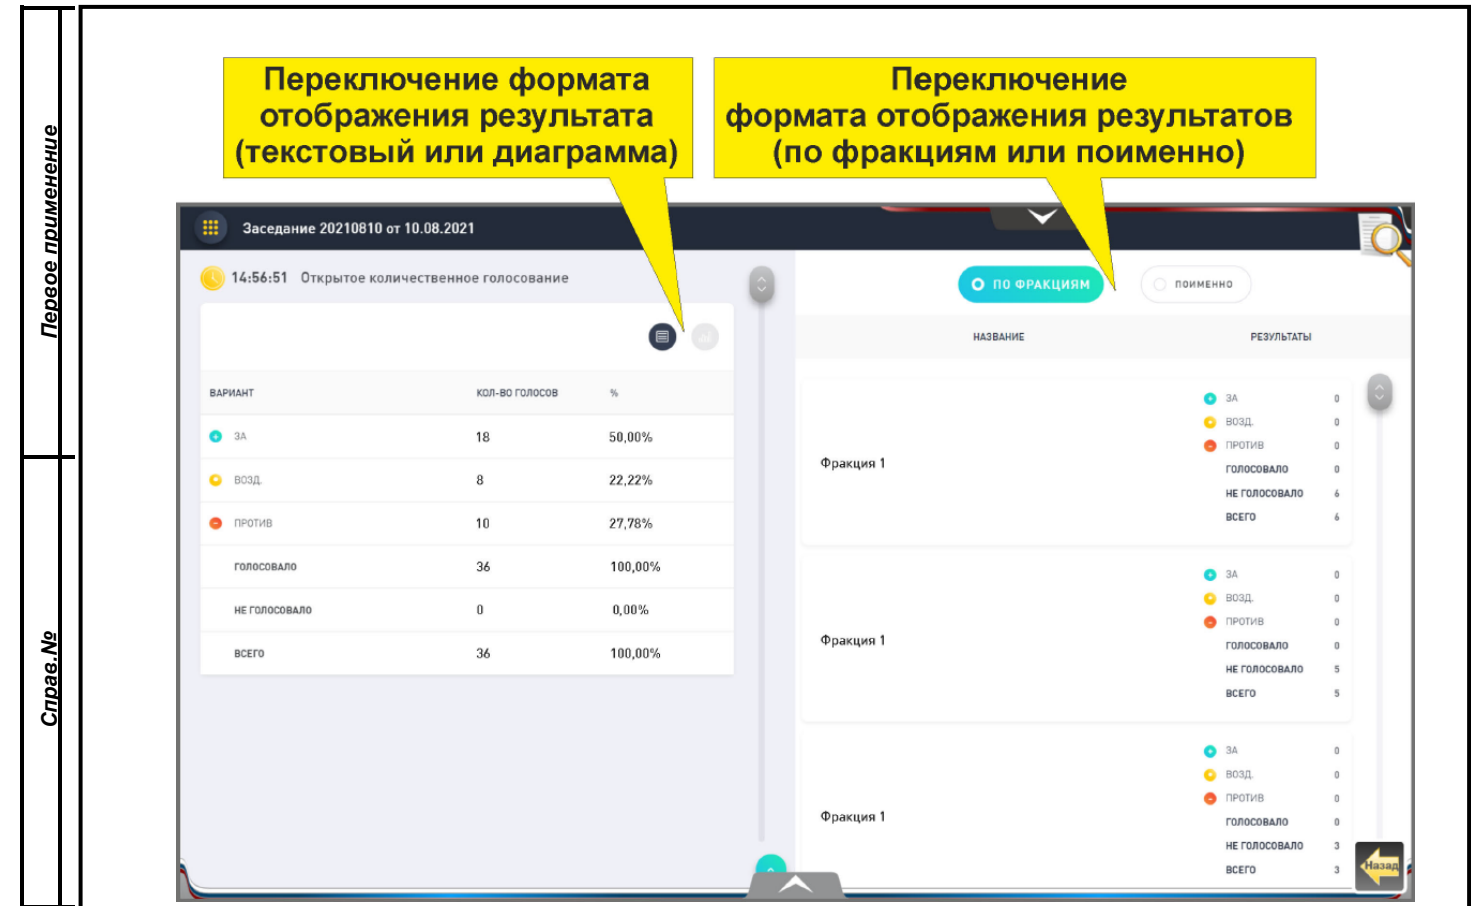 Первое применение
Справ.№
Переключение формата
отображения результата
(текстовый или диаграмма)
Переключение
формата отображения результатов
(по фракциям или поименно)
Заседание 20210810 от 10.08.2021
14:56:51 Открытое количественное голосование
ВАРИАНТ КОЛ-ВО ГОЛОСОВ %
ЗА 18 50,00%
ВОЗД. 8 22,22%
ПРОТИВ 10 27,78%
ГОЛОСОВАЛО 36 100,00%
НЕ ГОЛОСОВАЛО 0 0,00%
ВСЕГО 36 100,00%
ПО ФРАКЦИЯМ ПОИМЕННО
НАЗВАНИЕ РЕЗУЛЬТАТЫ
Фракция 1
ЗА 0
ВОЗД. 0
ПРОТИВ 0
ГОЛОСОВАЛО 0
НЕ ГОЛОСОВАЛО 6
ВСЕГО 6
Фракция 1
ЗА 0
ВОЗД. 0
ПРОТИВ 0
ГОЛОСОВАЛО 0
НЕ ГОЛОСОВАЛО 5
ВСЕГО 5
Фракция 1
ЗА 0
ВОЗД. 0
ПРОТИВ 0
ГОЛОСОВАЛО 0
НЕ ГОЛОСОВАЛО 3
ВСЕГО 3
Назад